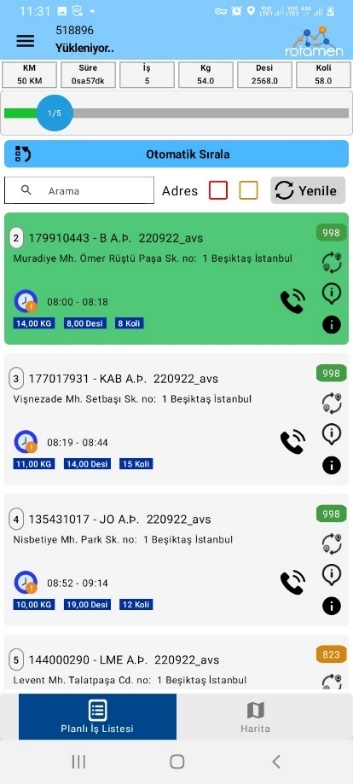 11:31
518896
Yükleniyor..
rotamen
KM
50 KM
Süre
0sa57dk
İş
5
Kg
54.0
Desi
2568.0
Koli
58.0
1/5
Otomatik Sırala
Arama
Adres
Yenile
2 179910443 - B A.Þ. 220922_avs 998
Muradiye Mh. Ömer Rüştü Paşa Sk. no: 1 Beşiktaş İstanbul
08:00 - 08:18
14,00 KG 8,00 Desi 8 Koli
3 177017931 - KAB A.Þ. 220922_avs 998
Vişnezade Mh. Setbaşı Sk. no: 1 Beşiktaş İstanbul
08:19 - 08:44
11,00 KG 14,00 Desi 15 Koli
4 135431017 - JO A.Þ. 220922_avs 998
Nisbetiye Mh. Park Sk. no: 1 Beşiktaş İstanbul
08:52 - 09:14
10,00 KG 19,00 Desi 12 Koli
5 144000290 - LME A.Þ. 220922_avs 823
Levent Mh. Talatpaşa Cd. no: 1 Beşiktaş İstanbul
Planlı İş Listesi
Harita